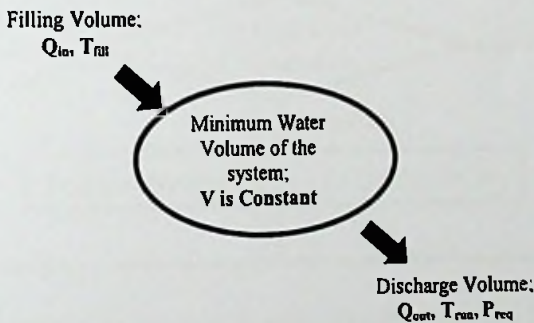 Filling Volume:
Qin, Tfill
Minimum Water
Volume of the
system;
V is Constant
Discharge Volume:
Qout, Trun, Preq